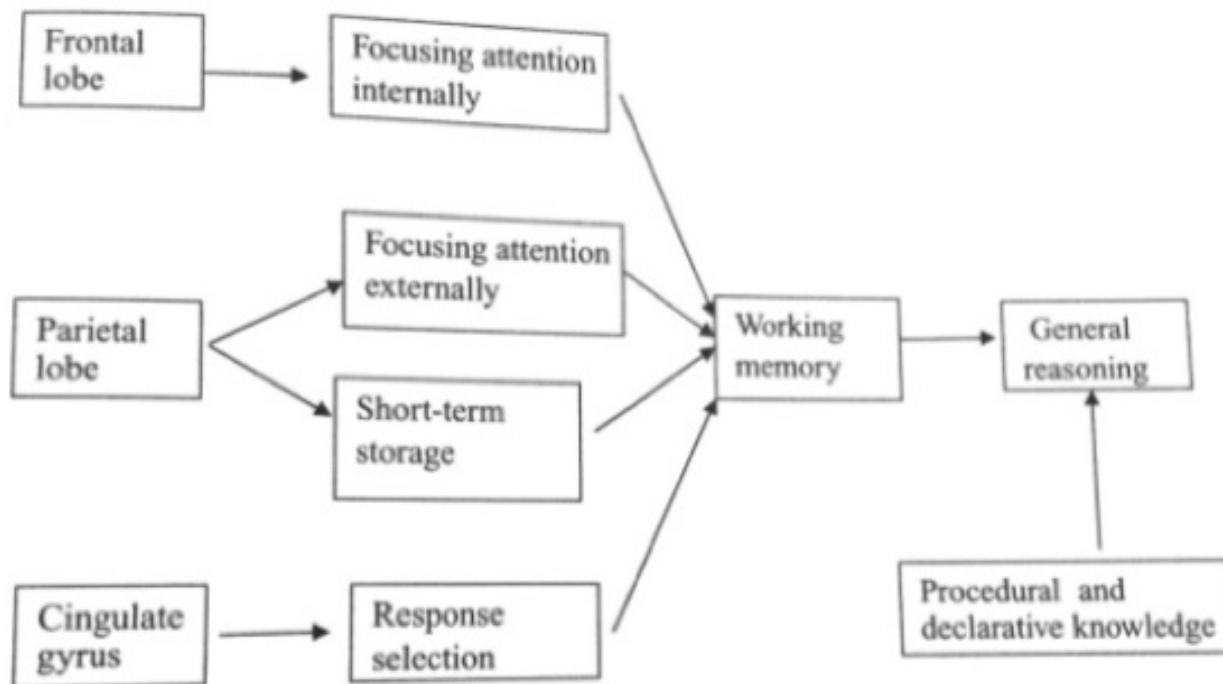 Frontal
lobe
Focusing attention
internally
Focusing attention
externally
Parietal
lobe
Short-term
storage
Working
memory
General
reasoning
Cingulate
gyrus
Response
selection
Procedural and
declarative knowledge